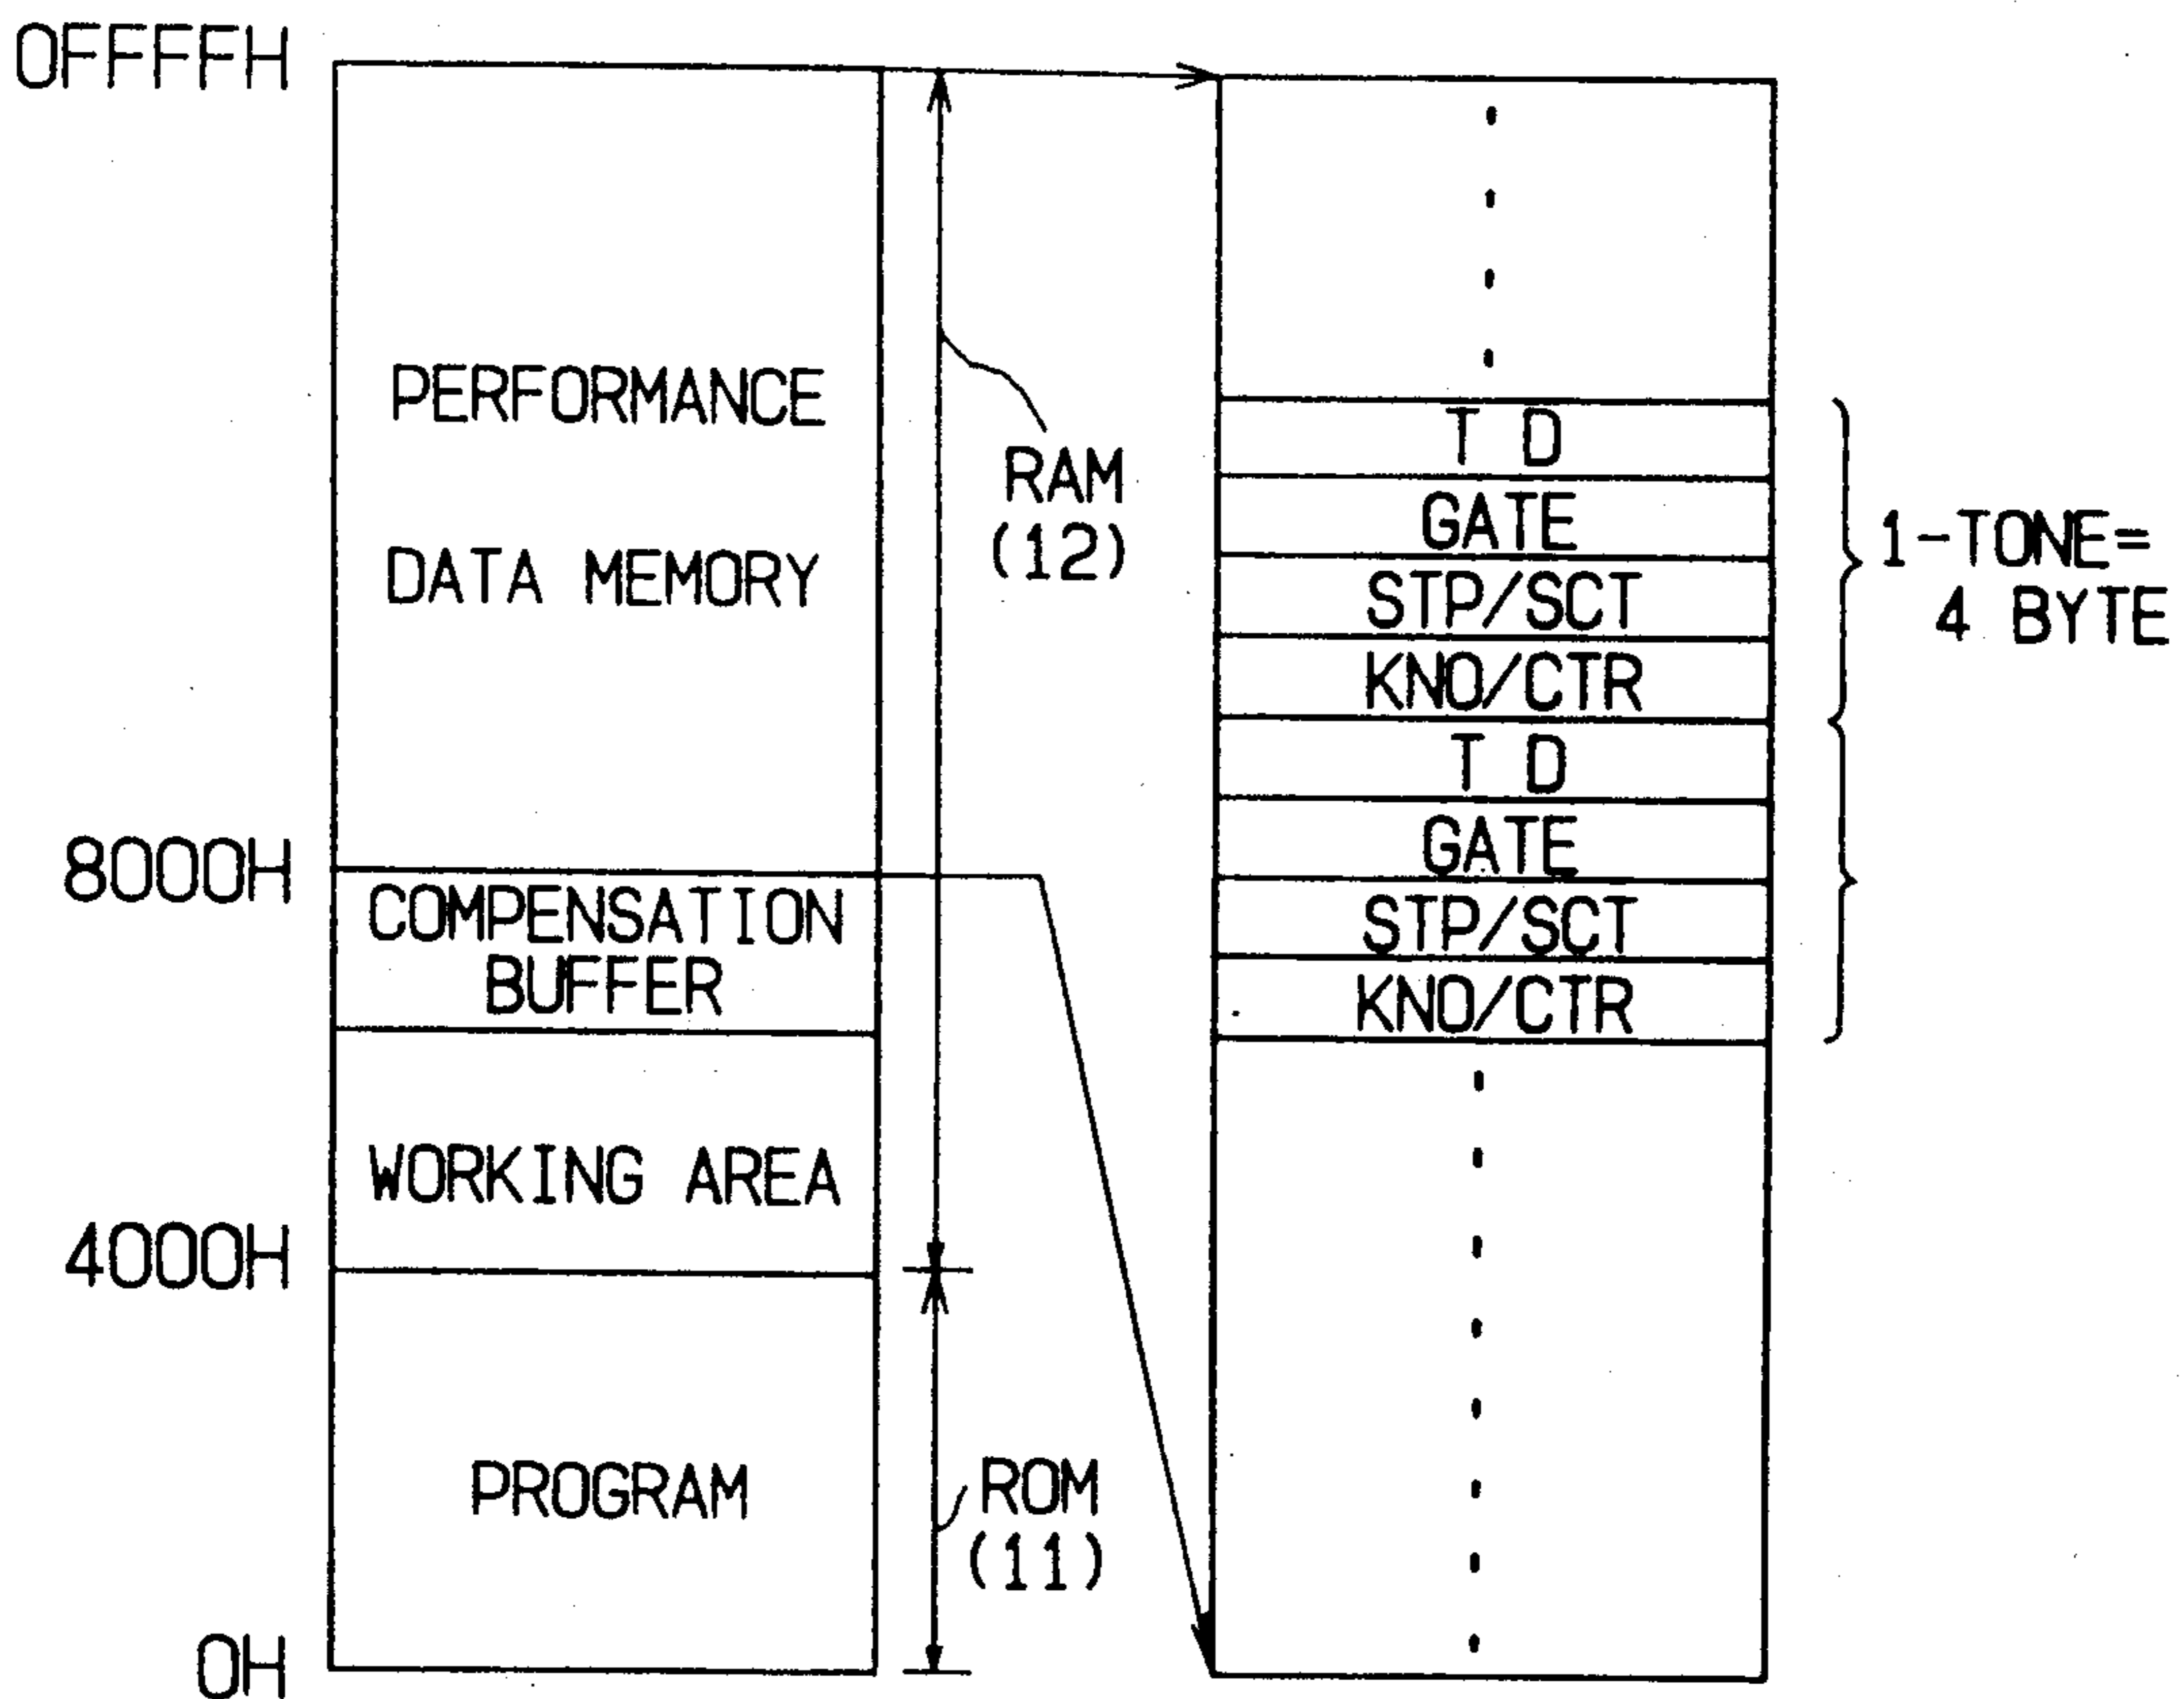 0FFFFH
PERFORMANCE
DATA MEMORY
8000H
COMPENSATION
BUFFER
WORKING AREA
4000H
PROGRAM
0H
RAM
(12)
ROM
(11)
T D
GATE
STP/SCT
KNO/CTR
T D
GATE
STP/SCT
KNO/CTR
1-TONE=
4 BYTE